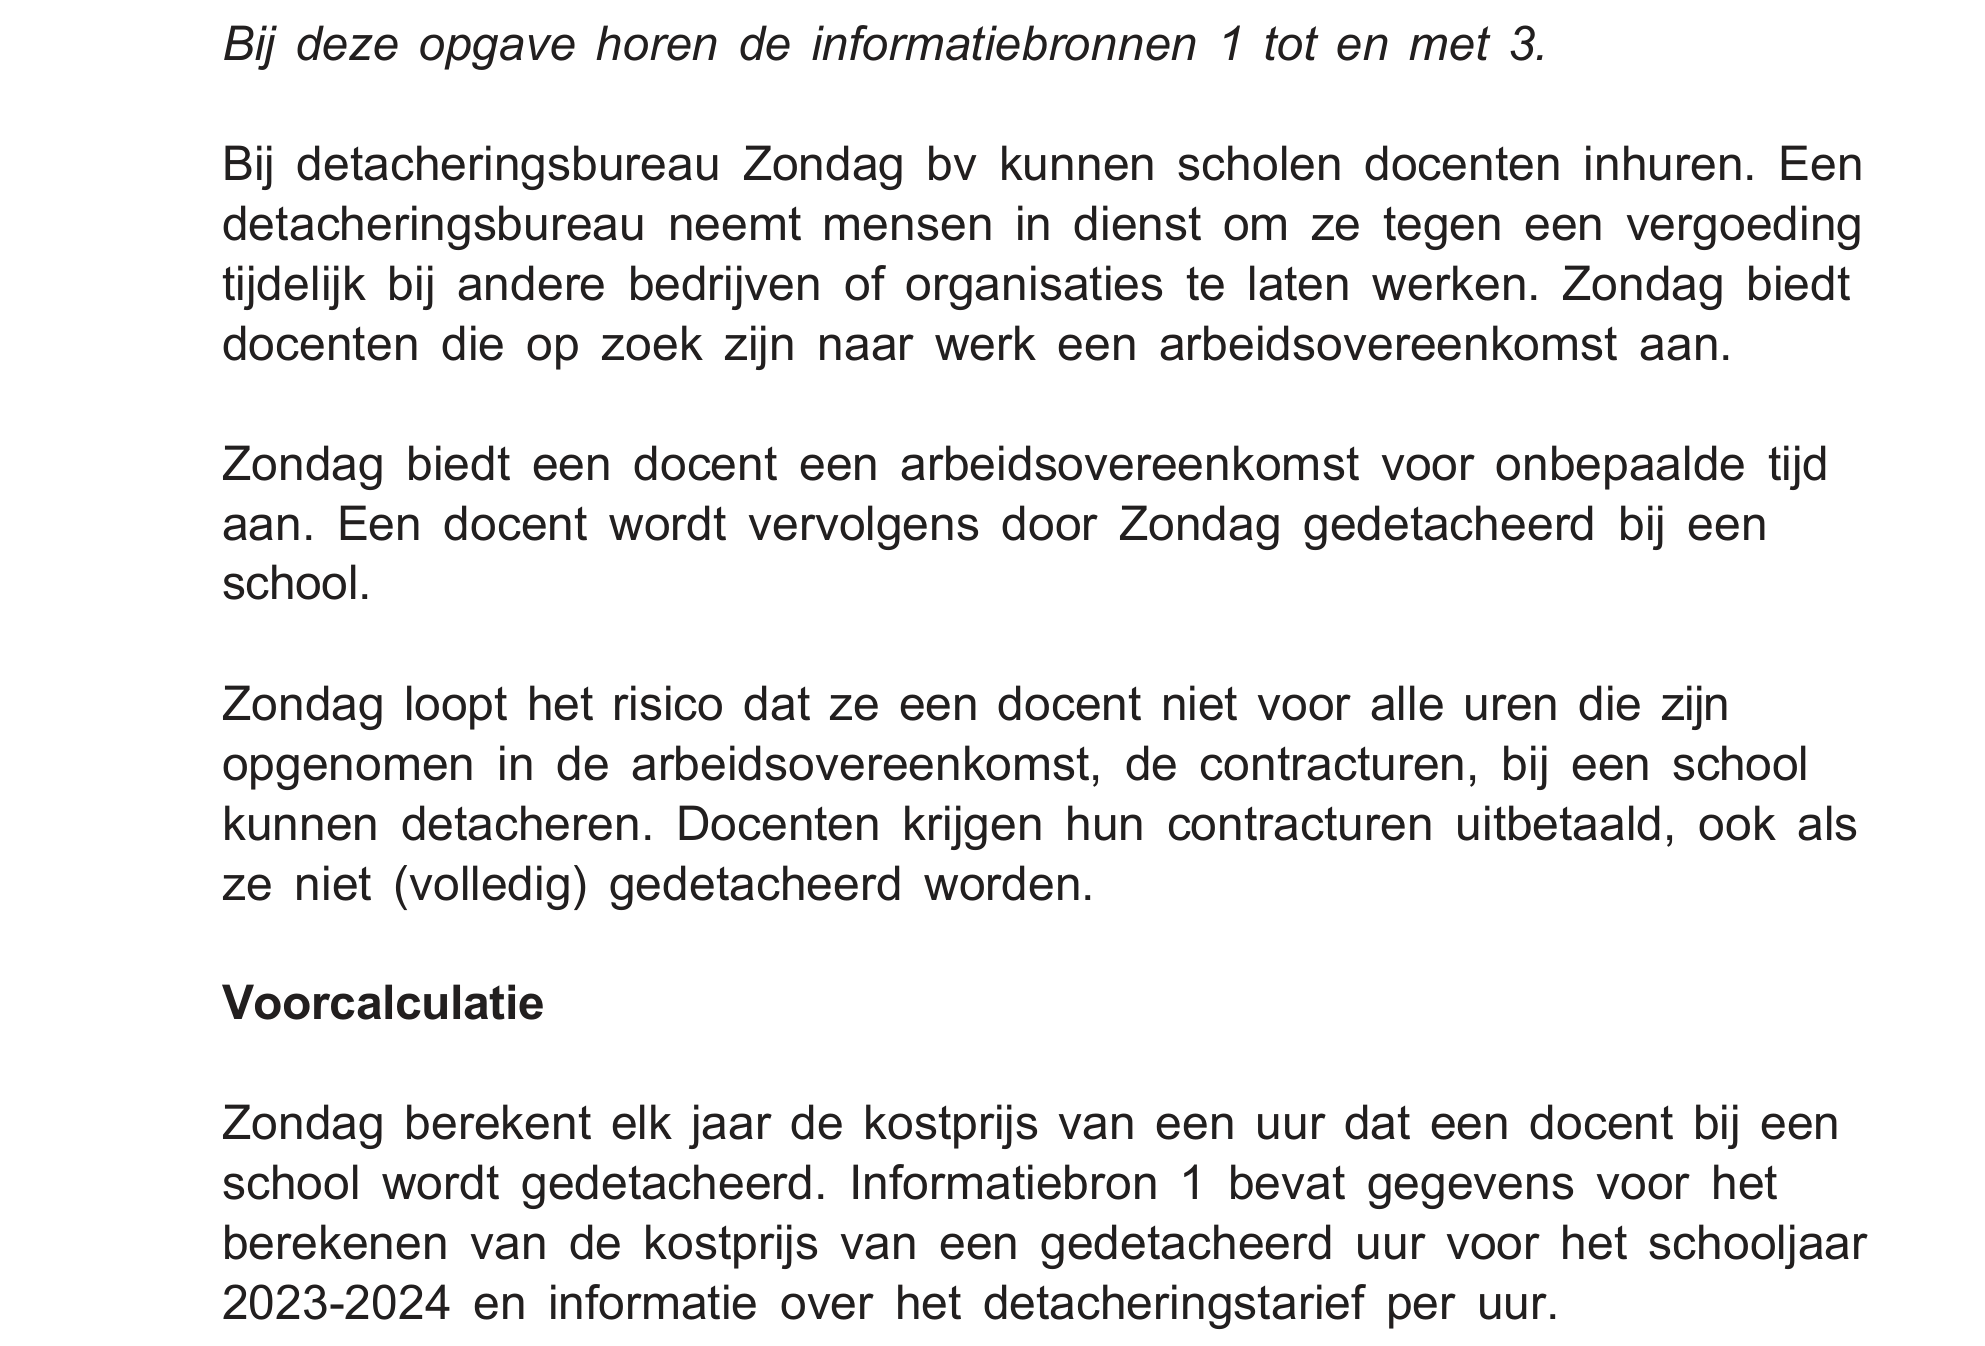 Bij deze opgave horen de informatiebronnen 1 tot en met 3.
Bij detacheringsbureau Zondag bv kunnen scholen docenten inhuren. Een
detacheringsbureau neemt mensen in dienst om ze tegen een vergoeding
tijdelijk bij andere bedrijven of organisaties te laten werken. Zondag biedt
docenten die op zoek zijn naar werk een arbeidsovereenkomst aan.
Zondag biedt een docent een arbeidsovereenkomst voor onbepaalde tijd
aan. Een docent wordt vervolgens door Zondag gedetacheerd bij een
school.
Zondag loopt het risico dat ze een docent niet voor alle uren die zijn
opgenomen in de arbeidsovereenkomst, de contracturen, bij een school
kunnen detacheren. Docenten krijgen hun contracturen uitbetaald, ook als
ze niet (volledig) gedetacheerd worden.
Voorcalculatie
Zondag berekent elk jaar de kostprijs van een uur dat een docent bij een
school wordt gedetacheerd. Informatiebron 1 bevat gegevens voor het
berekenen van de kostprijs van een gedetacheerd uur voor het schooljaar
2023-2024 en informatie over het detacheringstarief per uur.